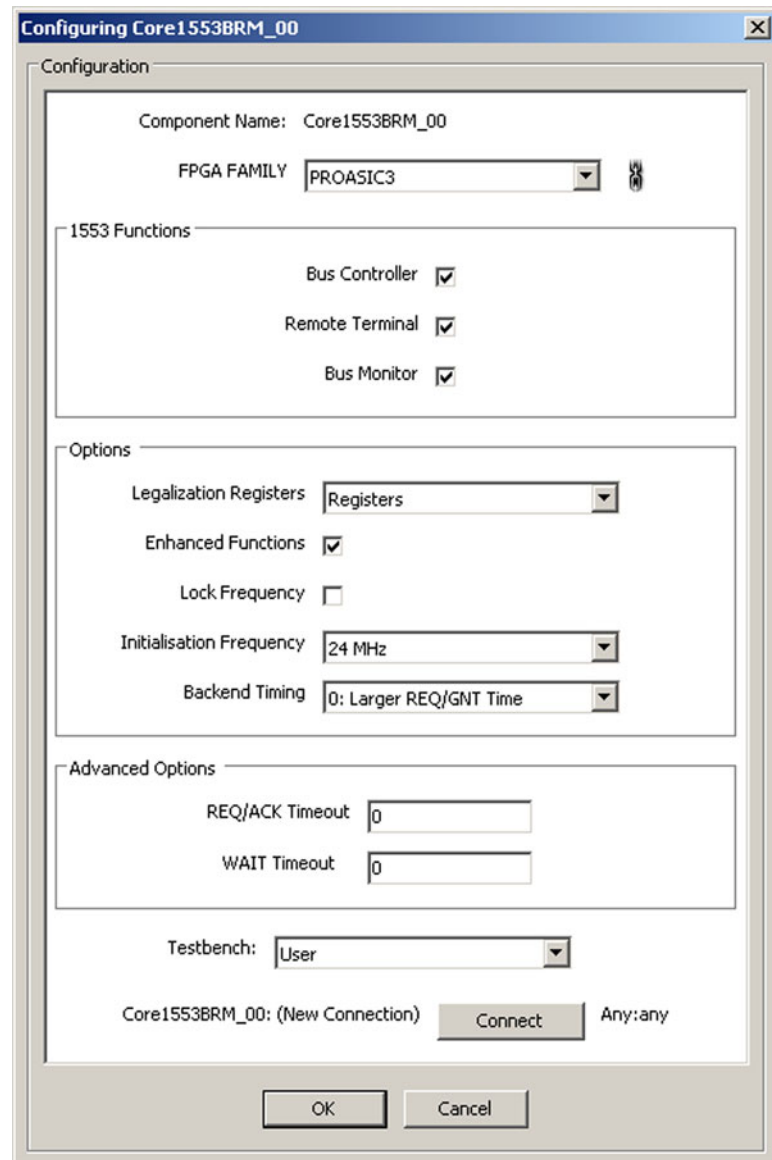 Configuring Core1553BRM_00
Configuration
Component Name: Core1553BRM_00
FPGA FAMILY PROASIC3
1553 Functions
Bus Controller
Remote Terminal
Bus Monitor
Options
Legalization Registers Registers
Enhanced Functions
Lock Frequency
Initialisation Frequency 24 MHz
Backend Timing 0: Larger REQ/GNT Time
Advanced Options
REQ/ACK Timeout 0
WAIT Timeout 0
Testbench: User
Core1553BRM_00: (New Connection) Connect Any:any
OK Cancel